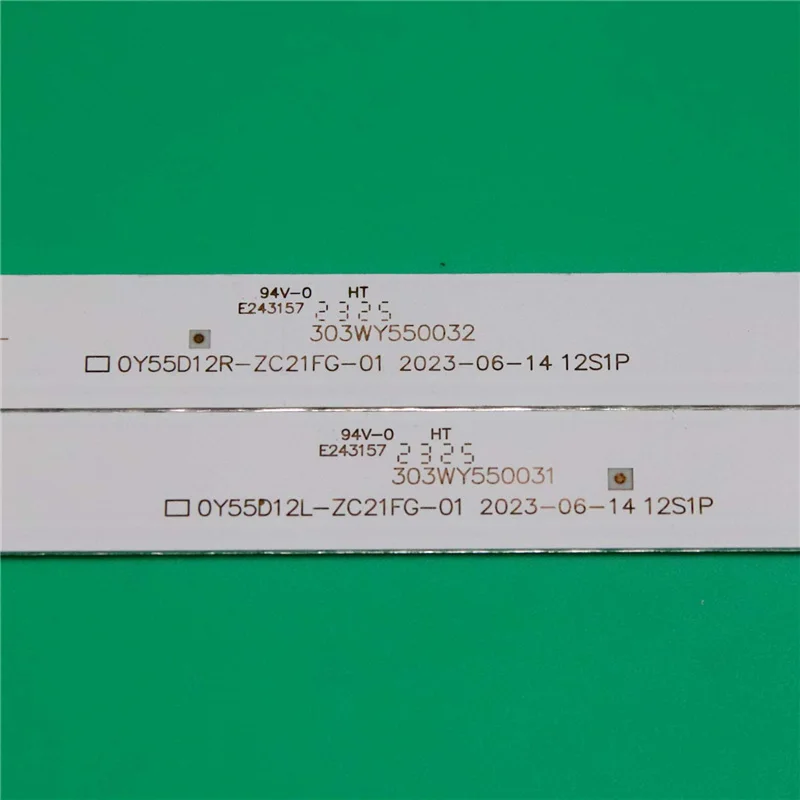 94V-0 HT
E243157 2325
303WY550032
0Y55D12R-ZC21FG-01 2023-06-14 12S1P
94V-0 HT
E243157 2325
303WY550031
0Y55D12L-ZC21FG-01 2023-06-14 12S1P